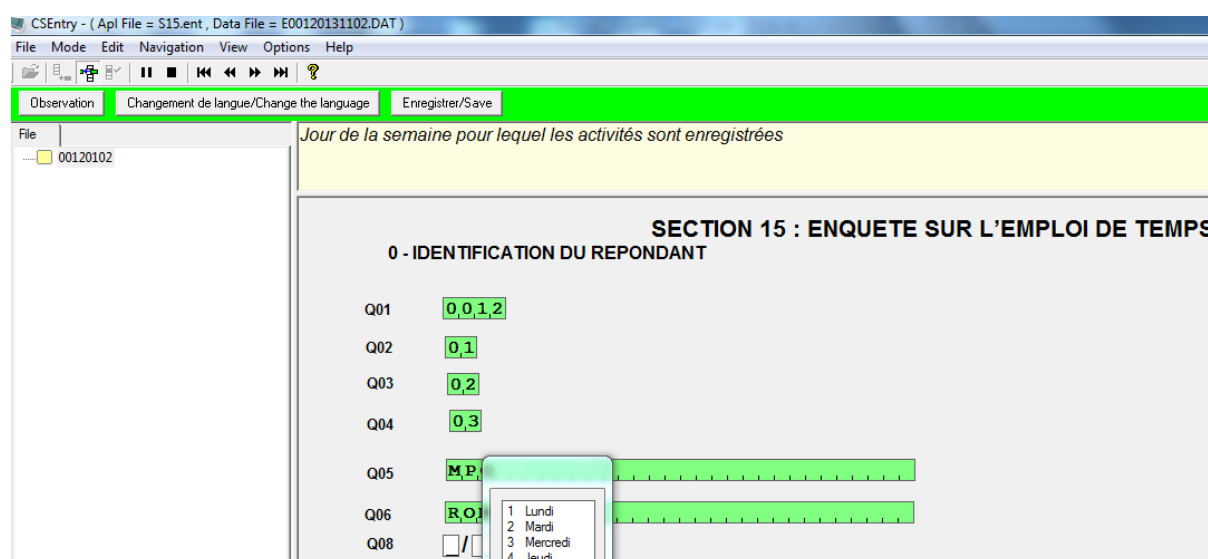 CSEntry - ( Apl File = S15.ent , Data File = E00120131102.DAT )
File Mode Edit Navigation View Options Help
Observation Changement de langue/Change the language Enregistrer/Save
File
00120102
Jour de la semaine pour lequel les activités sont enregistrées
SECTION 15 : ENQUETE SUR L'EMPLOI DE TEMPS
0 - IDENTIFICATION DU REPONDANT
Q01 0,0,1,2
Q02 0,1
Q03 0,2
Q04 0,3
Q05 M,P
Q06 R,O
1 Lundi
2 Mardi
3 Mercredi
4 Jeudi
Q08 /